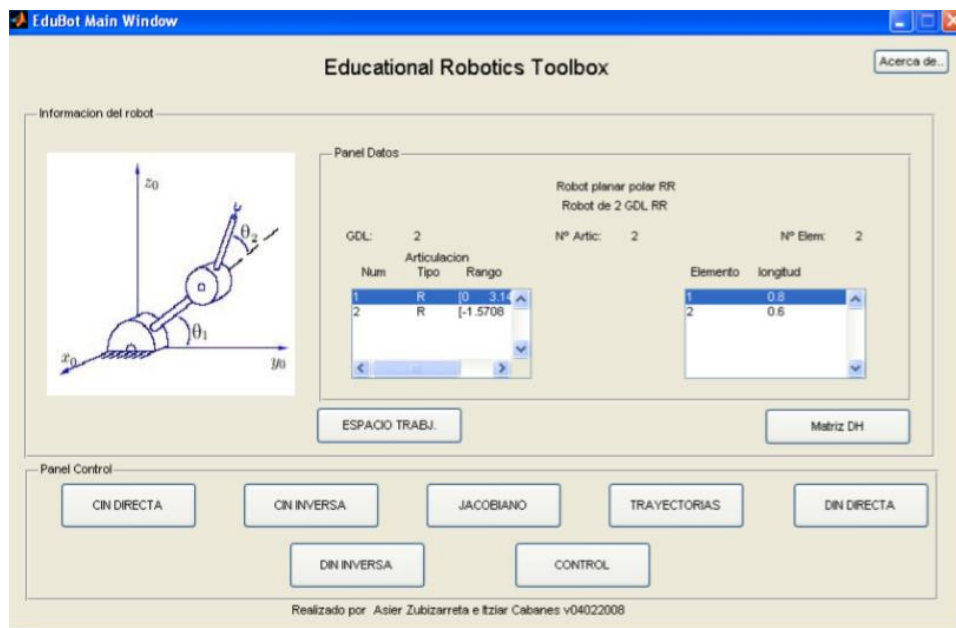 EduBot Main Window
Educational Robotics Toolbox
Acerca de..
Informacion del robot
z₀
θ₂
θ₁
x₀
y₀
Panel Datos
Robot planar polar RR
Robot de 2 GDL RR
GDL: 2 Nº Artic: 2 Nº Elem: 2
Articulacion
Num Tipo Rango
1 R [0 3.14
2 R [-1.5708
Elemento longitud
1 0.8
2 0.6
ESPACIO TRABJ.
Matriz DH
Panel Control
CIN DIRECTA
CIN INVERSA
JACOBIANO
TRAYECTORIAS
DIN DIRECTA
DIN INVERSA
CONTROL
Realizado por Asier Zubizarreta e Itziar Cabanes v04022008